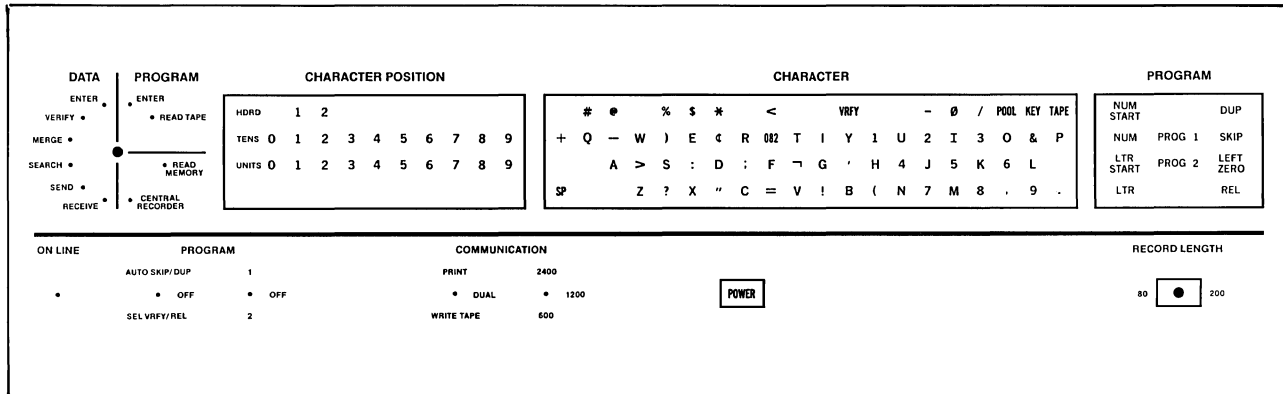 DATA PROGRAM
ENTER ENTER
VERIFY READ TAPE
MERGE
SEARCH READ MEMORY
SEND
RECEIVE CENTRAL RECORDER
CHARACTER POSITION
HDRD 1 2
TENS 0 1 2 3 4 5 6 7 8 9
UNITS 0 1 2 3 4 5 6 7 8 9
CHARACTER
# @ % $ * < VRFY - Ø / POOL KEY TAPE
+ Q — W ) E ¢ R 082 T | Y 1 U 2 I 3 O & P
A > S : D ; F ¬ G ' H 4 J 5 K 6 L
SP Z ? X " C = V ! B ( N 7 M 8 , 9 .
PROGRAM
NUM START DUP
NUM PROG 1 SKIP
LTR START PROG 2 LEFT ZERO
LTR REL
ON LINE
PROGRAM
AUTO SKIP/DUP 1
OFF OFF
SEL VRFY/REL 2
COMMUNICATION
PRINT 2400
DUAL 1200
WRITE TAPE 600
POWER
RECORD LENGTH
80 200